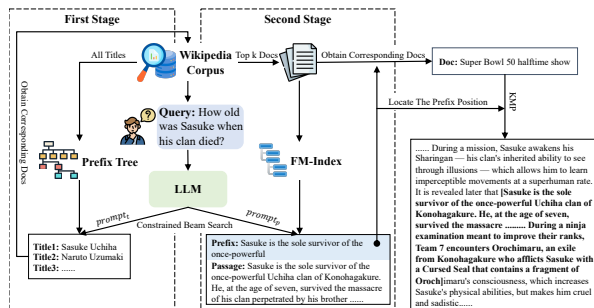 First Stage
Second Stage
All Titles
Wikipedia
Corpus
Top k Docs
Obtain Corresponding Docs
Doc: Super Bowl 50 halftime show
Obtain Corresponding Docs
Query: How old
was Sasuke when
his clan died?
Locate The Prefix Position
KMP
Prefix Tree
FM-Index
LLM
prompt_t
prompt_p
Constrained Beam Search
Title1: Sasuke Uchiha
Title2: Naruto Uzumaki
Title3: ......
Prefix: Sasuke is the sole survivor of the
once-powerful
Passage: Sasuke is the sole survivor of the
once-powerful Uchiha clan of Konohagakure.
He, at the age of seven, survived the massacre
of his clan perpetrated by his brother ......
...... During a mission, Sasuke awakens his
Sharingan — his clan's inherited ability to see
through illusions — which allows him to learn
imperceptible movements at a superhuman rate.
It is revealed later that [Sasuke is the sole
survivor of the once-powerful Uchiha clan of
Konohagakure. He, at the age of seven,
survived the massacre ......... During a ninja
examination meant to improve their ranks,
Team 7 encounters Orochimaru, an exile
from Konohagakure who afflicts Sasuke with
a Cursed Seal that contains a fragment of
Oroch]imaru's consciousness, which increases
Sasuke's physical abilities, but makes him cruel
and sadistic......